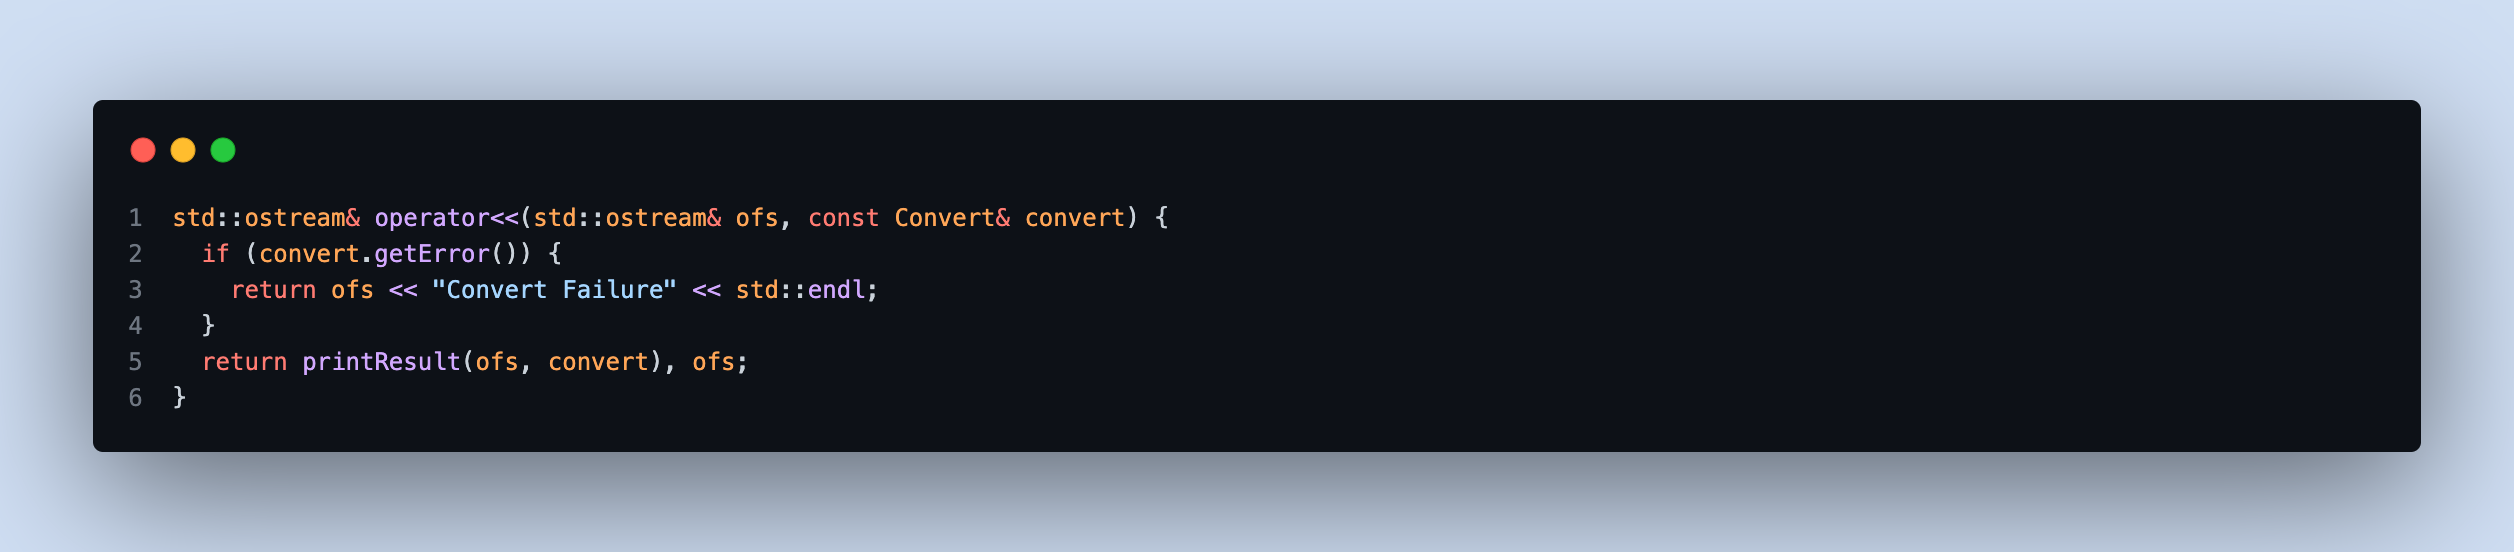 1 std::ostream& operator<<(std::ostream& ofs, const Convert& convert) {
2   if (convert.getError()) {
3     return ofs << "Convert Failure" << std::endl;
4   }
5   return printResult(ofs, convert), ofs;
6 }